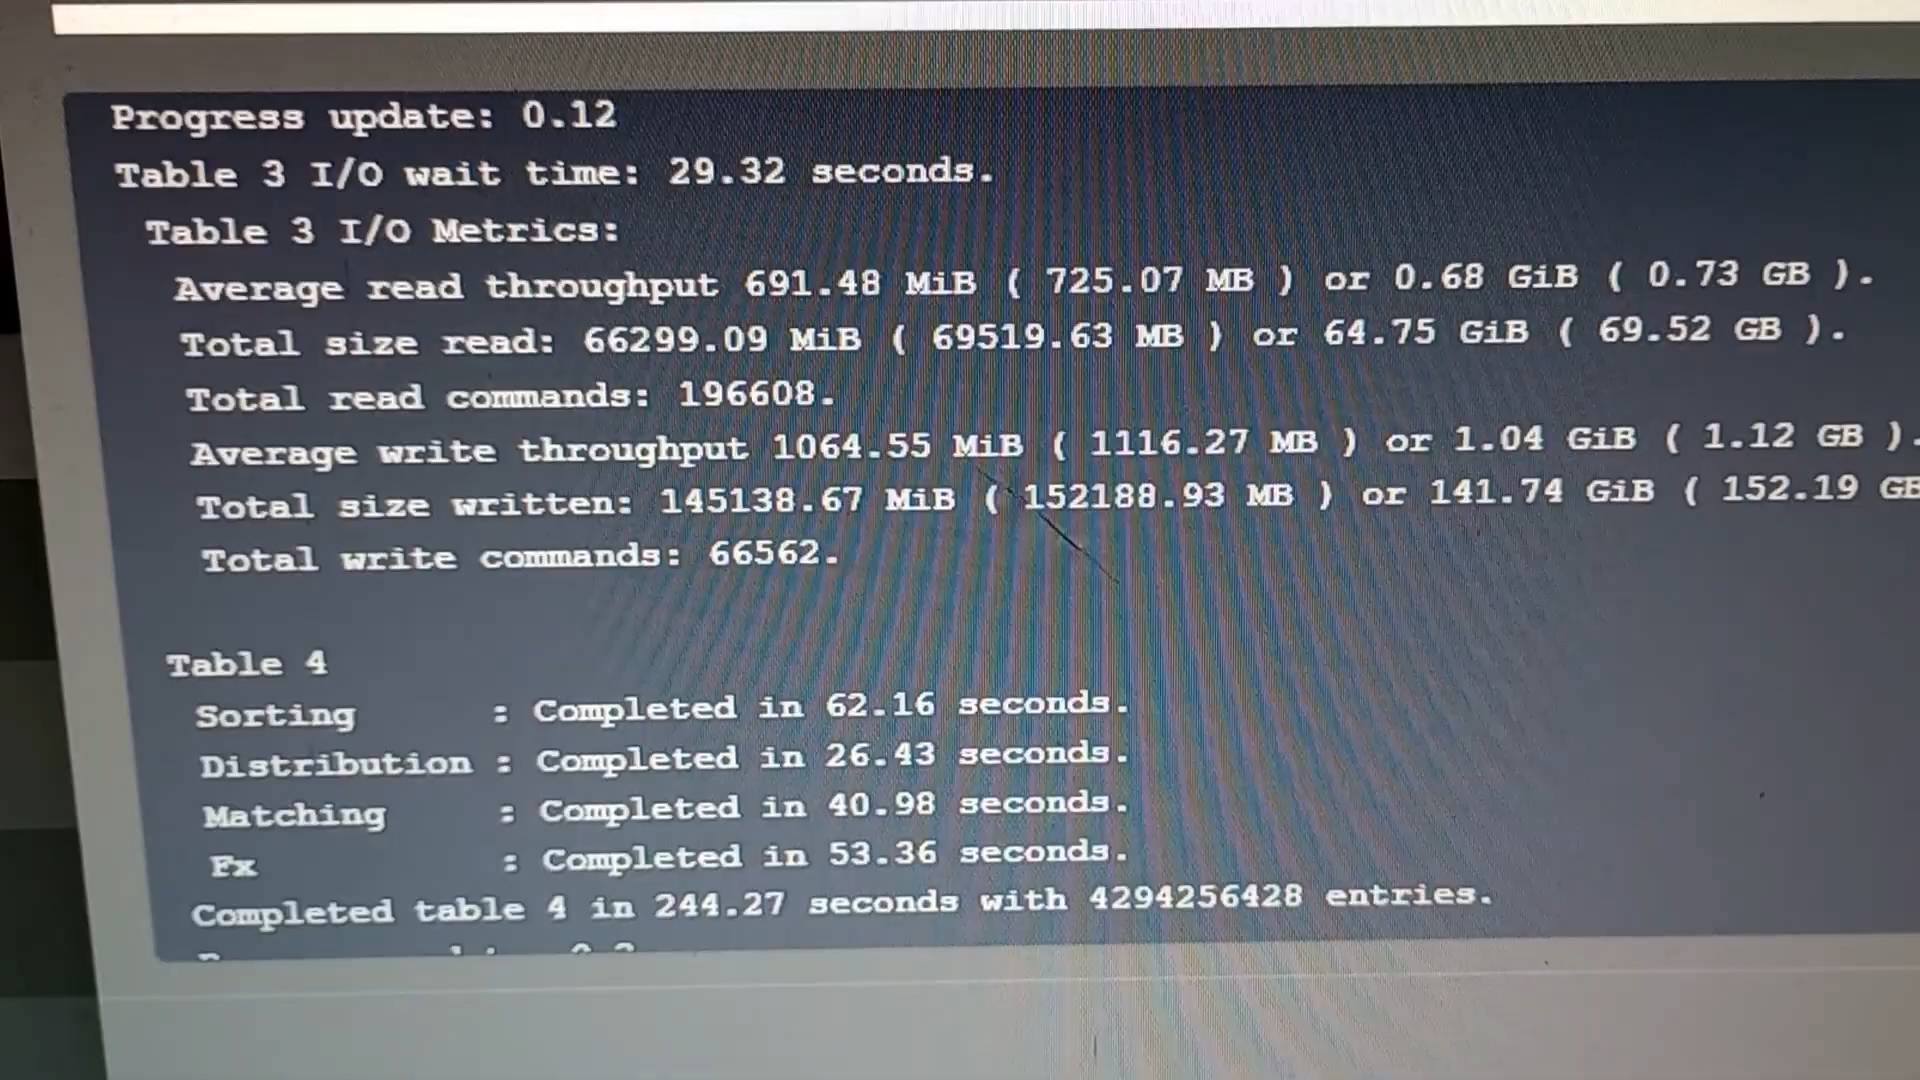 Progress update: 0.12
Table 3 I/O wait time: 29.32 seconds.
Table 3 I/O Metrics:
Average read throughput 691.48 MiB ( 725.07 MB ) or 0.68 GiB ( 0.73 GB ).
Total size read: 66299.09 MiB ( 69519.63 MB ) or 64.75 GiB ( 69.52 GB ).
Total read commands: 196608.
Average write throughput 1064.55 MiB ( 1116.27 MB ) or 1.04 GiB ( 1.12 GB ).
Total size written: 145138.67 MiB ( 152188.93 MB ) or 141.74 GiB ( 152.19 GB
Total write commands: 66562.
Table 4
Sorting : Completed in 62.16 seconds.
Distribution : Completed in 26.43 seconds.
Matching : Completed in 40.98 seconds.
Fx : Completed in 53.36 seconds.
Completed table 4 in 244.27 seconds with 4294256428 entries.